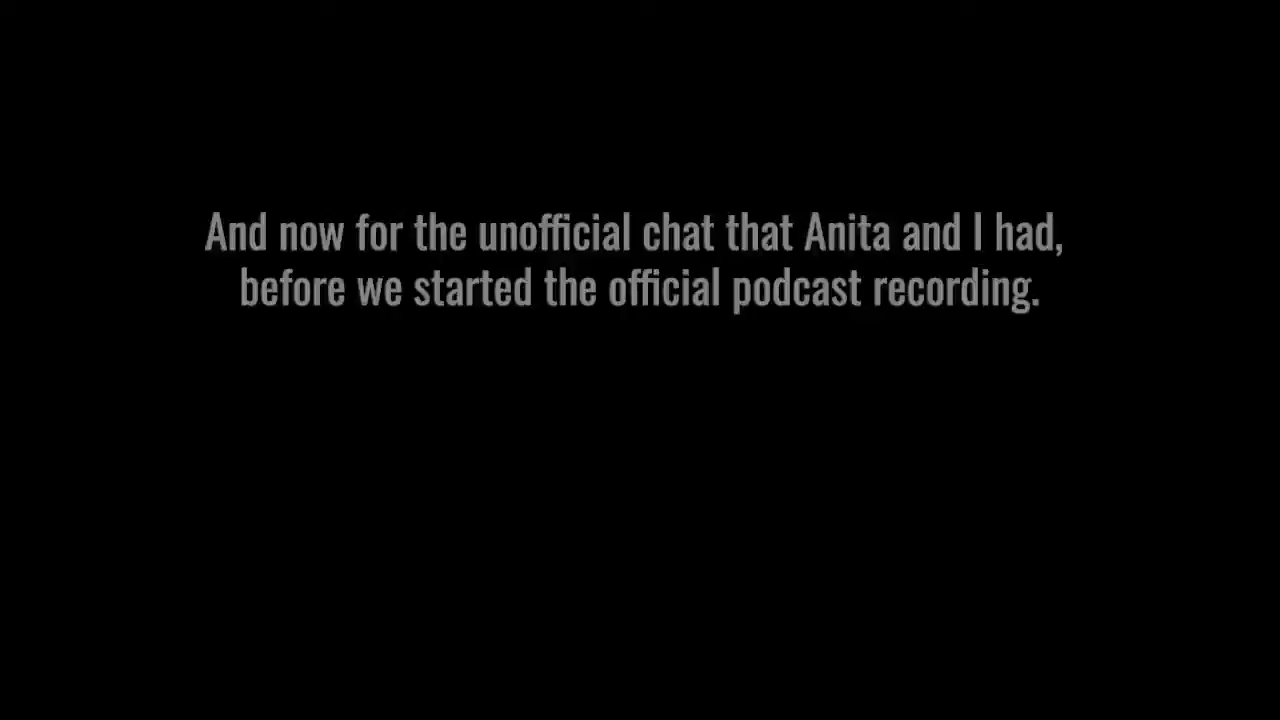 And now for the unofficial chat that Anita and I had,
before we started the official podcast recording.